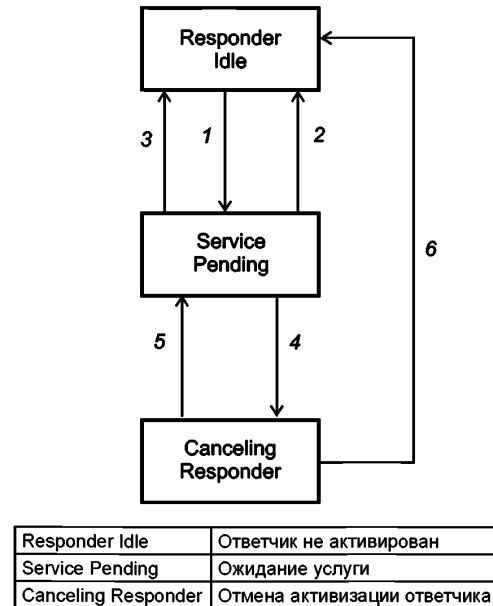 Responder
Idle
3
1
2
Service
Pending
6
5
4
Canceling
Responder
Responder Idle Ответчик не активирован
Service Pending Ожидание услуги
Canceling Responder Отмена активизации ответчика